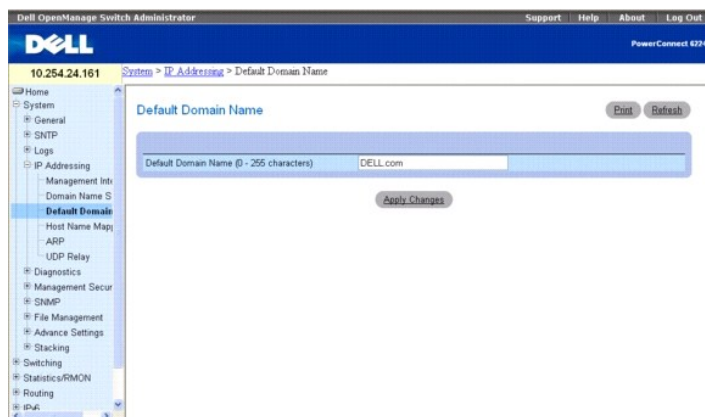 Dell OpenManage Switch Administrator Support Help About Log Out
DELL
PowerConnect 6224
10.254.24.161
System > IP Addressing > Default Domain Name
Home
System
General
SNTP
Logs
IP Addressing
Management Inte
Domain Name S
Default Domain
Host Name Mapp
ARP
UDP Relay
Diagnostics
Management Secur
SNMP
File Management
Advance Settings
Stacking
Switching
Statistics/RMON
Routing
IPv6
Default Domain Name
Print Refresh
Default Domain Name (0 - 255 characters) DELL.com
Apply Changes